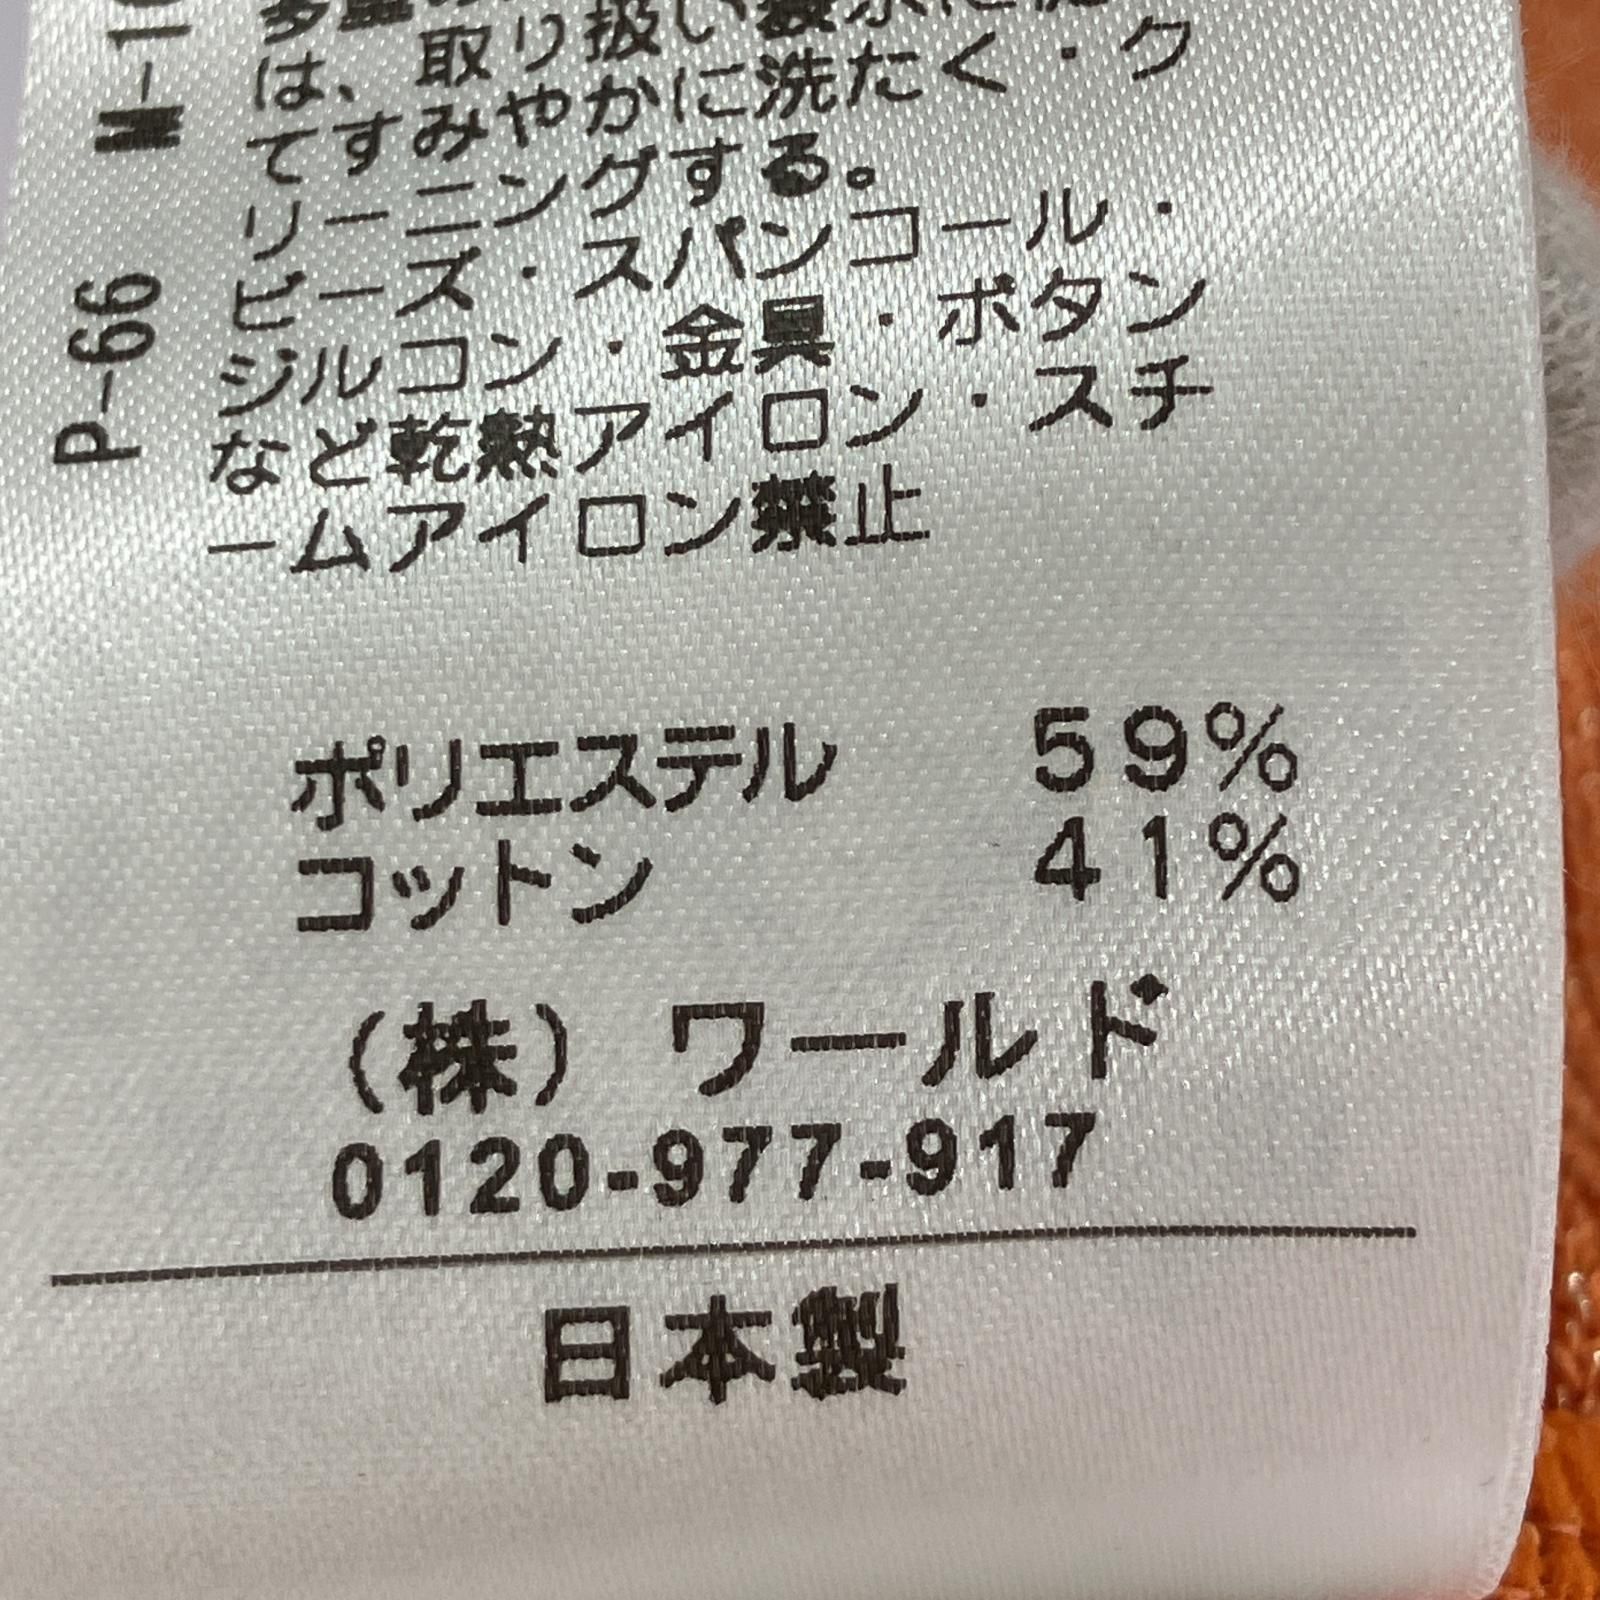 は、取り扱い表示に従っ
てすみやかに洗たく・ク
リーニングする。
ビーズ・スパンコール・
ジルコン・金具・ボタン
など乾熱アイロン・スチ
ームアイロン禁止
P-66
ポリエステル 59%
コットン 41%
(株) ワールド
0120-977-917
日本製